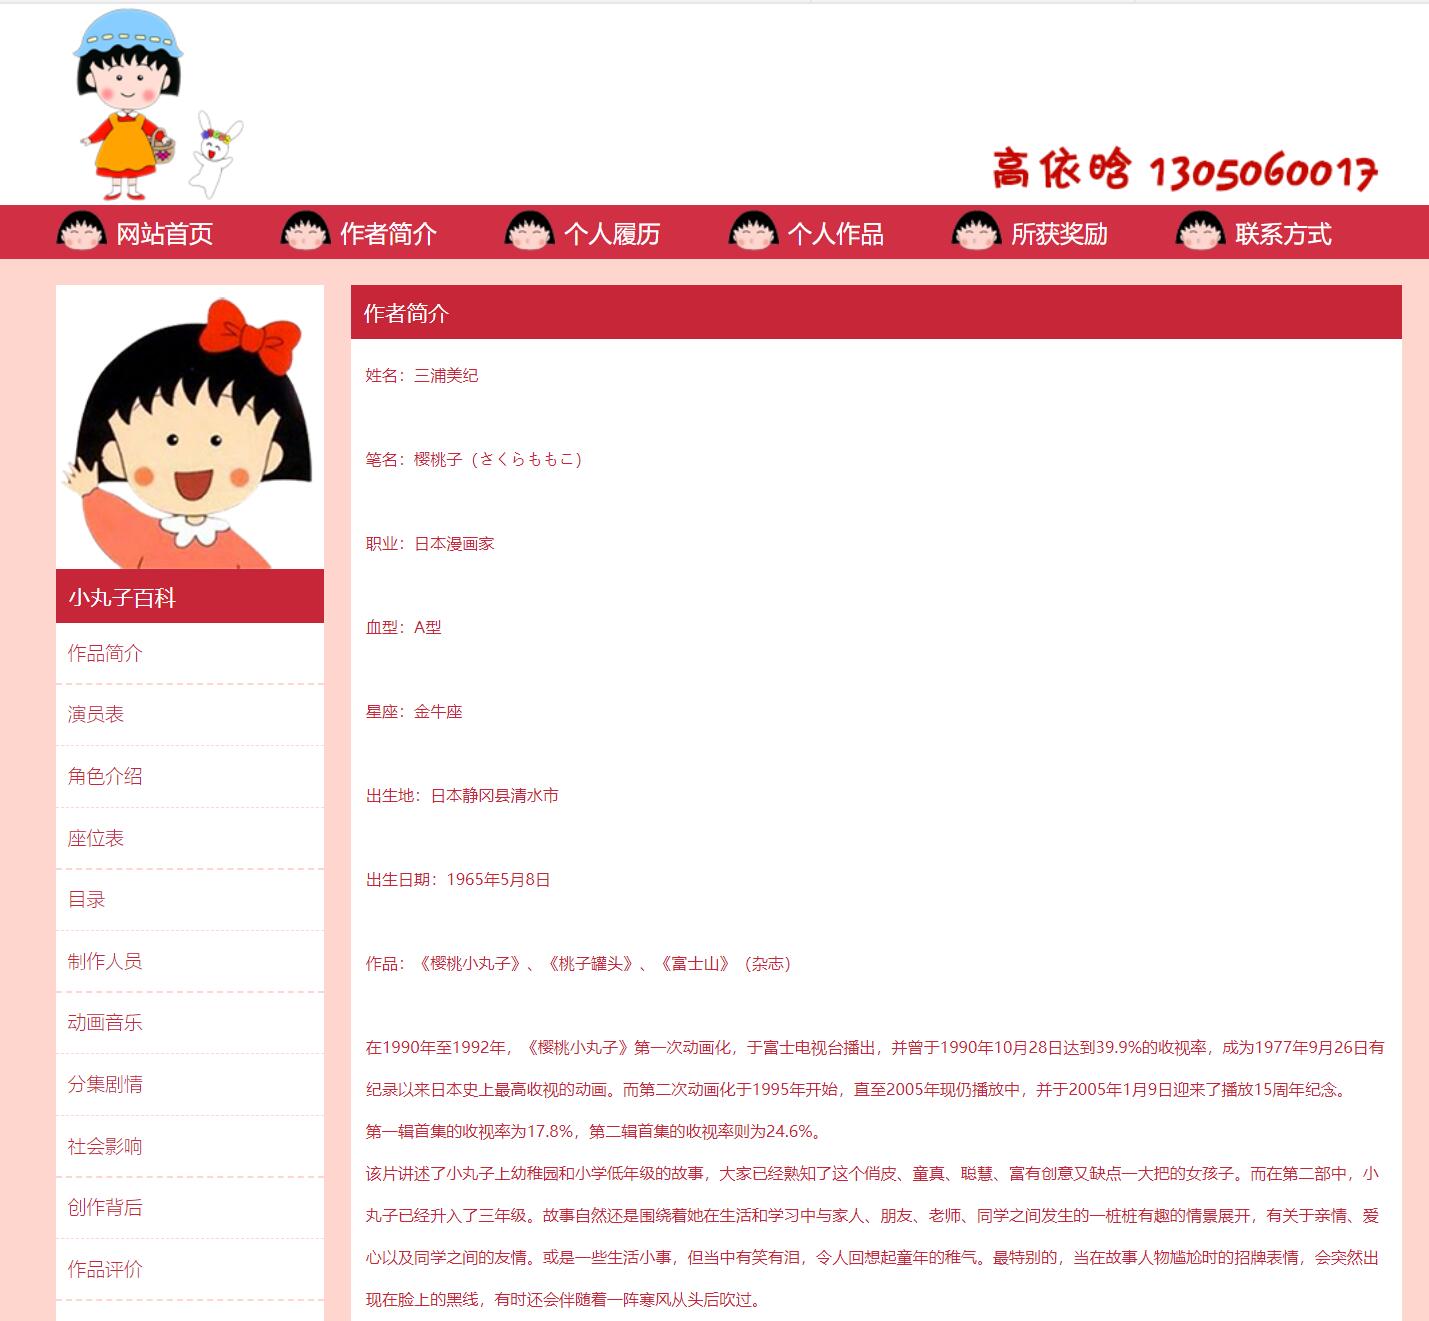 高依晗 1305060017
网站首页 作者简介 个人履历 个人作品 所获奖励 联系方式
小丸子百科
作品简介
演员表
角色介绍
座位表
目录
制作人员
动画音乐
分集剧情
社会影响
创作背后
作品评价
作者简介
姓名：三浦美纪
笔名：樱桃子（さくらももこ）
职业：日本漫画家
血型：A型
星座：金牛座
出生地：日本静冈县清水市
出生日期：1965年5月8日
作品：《樱桃小丸子》、《桃子罐头》、《富士山》（杂志）
在1990年至1992年，《樱桃小丸子》第一次动画化，于富士电视台播出，并曾于1990年10月28日达到39.9%的收视率，成为1977年9月26日有
纪录以来日本史上最高收视的动画。而第二次动画化于1995年开始，直至2005年现仍播放中，并于2005年1月9日迎来了播放15周年纪念。
第一辑首集的收视率为17.8%，第二辑首集的收视率则为24.6%。
该片讲述了小丸子上幼稚园和小学低年级的故事，大家已经熟知了这个俏皮、童真、聪慧、富有创意又缺点一大把的女孩子。而在第二部中，小
丸子已经升入了三年级。故事自然还是围绕着她在生活和学习中与家人、朋友、老师、同学之间发生的一桩桩有趣的情景展开，有关于亲情、爱
心以及同学之间的友情。或是一些生活小事，但当中有笑有泪，令人回想起童年的稚气。最特别的，当在故事人物尴尬时的招牌表情，会突然出
现在脸上的黑线，有时还会伴随着一阵寒风从头后吹过。